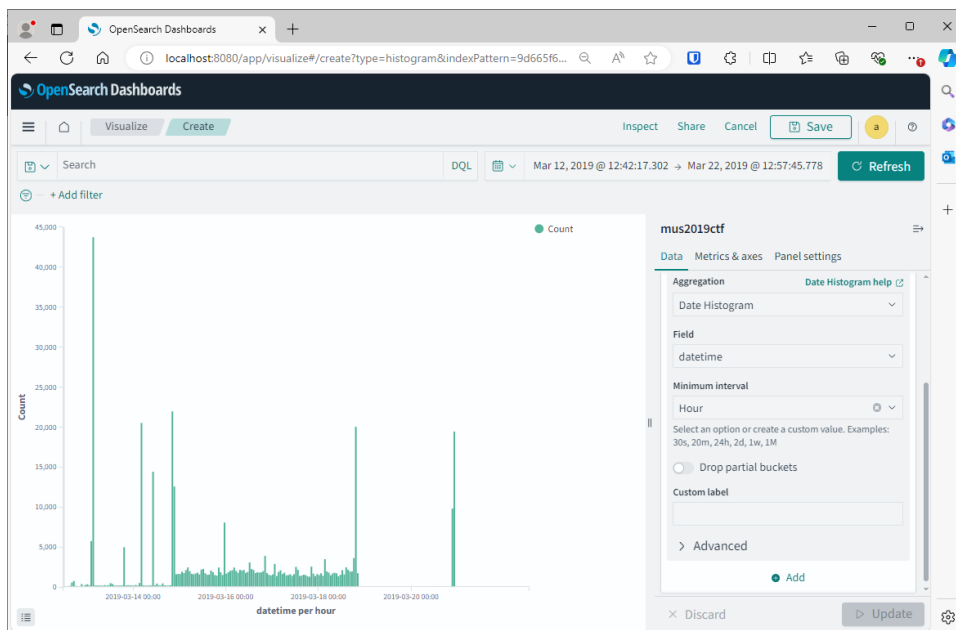 OpenSearch Dashboards
localhost:8080/app/visualize#/create?type=histogram&indexPattern=9d665f6...
OpenSearch Dashboards
Visualize
Create
Inspect
Share
Cancel
Save
a
Search
DQL
Mar 12, 2019 @ 12:42:17.302 → Mar 22, 2019 @ 12:57:45.778
Refresh
+ Add filter
45,000
40,000
35,000
30,000
25,000
20,000
15,000
10,000
5,000
0
Count
2019-03-14 00:00
2019-03-16 00:00
2019-03-18 00:00
2019-03-20 00:00
datetime per hour
Count
mus2019ctf
Data
Metrics & axes
Panel settings
Aggregation
Date Histogram help
Date Histogram
Field
datetime
Minimum interval
Hour
Select an option or create a custom value. Examples:
30s, 20m, 24h, 2d, 1w, 1M
Drop partial buckets
Custom label
Advanced
Add
Discard
Update